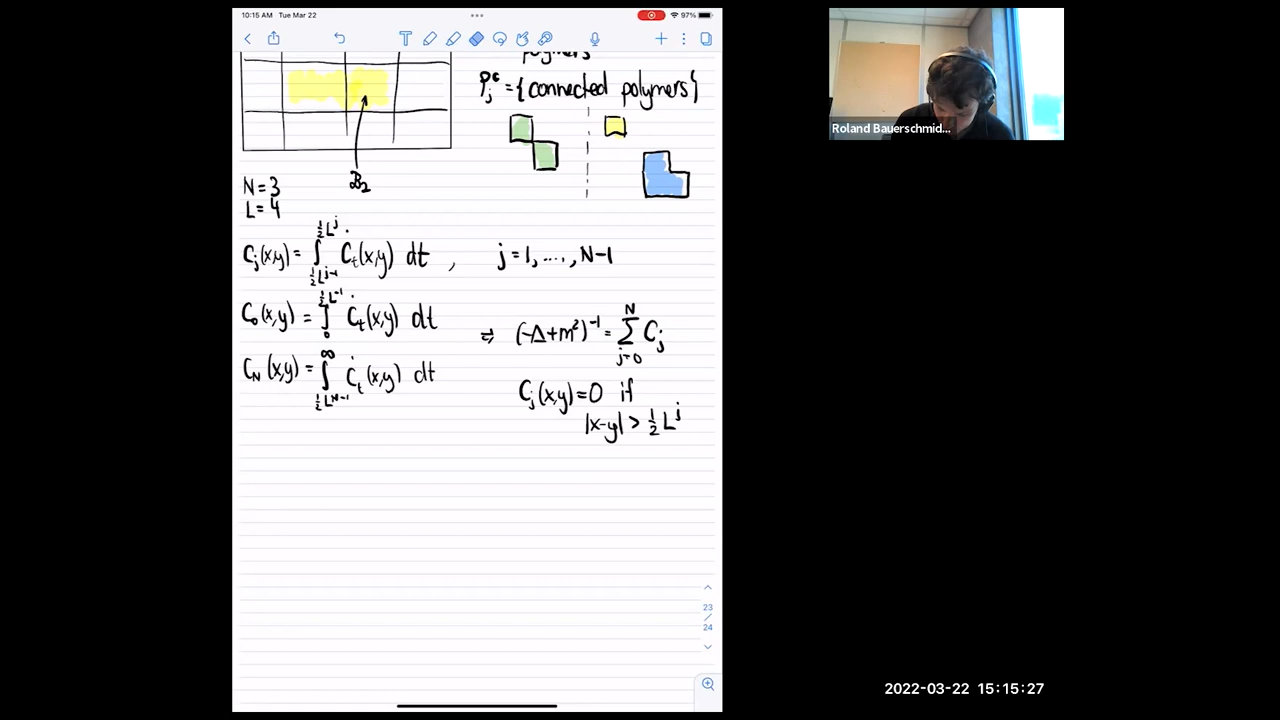 10:15 AM Tue Mar 22
97%
polymers
P_j^c = {connected polymers}
B_2
N=3
L=4
C_j(x,y) = ∫_{½L^{j-1}}^{½L^j} Ċ_t(x,y) dt , j=1,...,N-1
C_0(x,y) = ∫_0^{½L^{-1}} Ċ_t(x,y) dt
⇒ (-Δ+m²)^{-1} = ∑_{j=0}^N C_j
C_N(x,y) = ∫_{½L^{N-1}}^∞ Ċ_t(x,y) dt
C_j(x,y)=0 if
|x-y| > ½L^j
23
/
24
Roland Bauerschmid...
2022-03-22 15:15:27